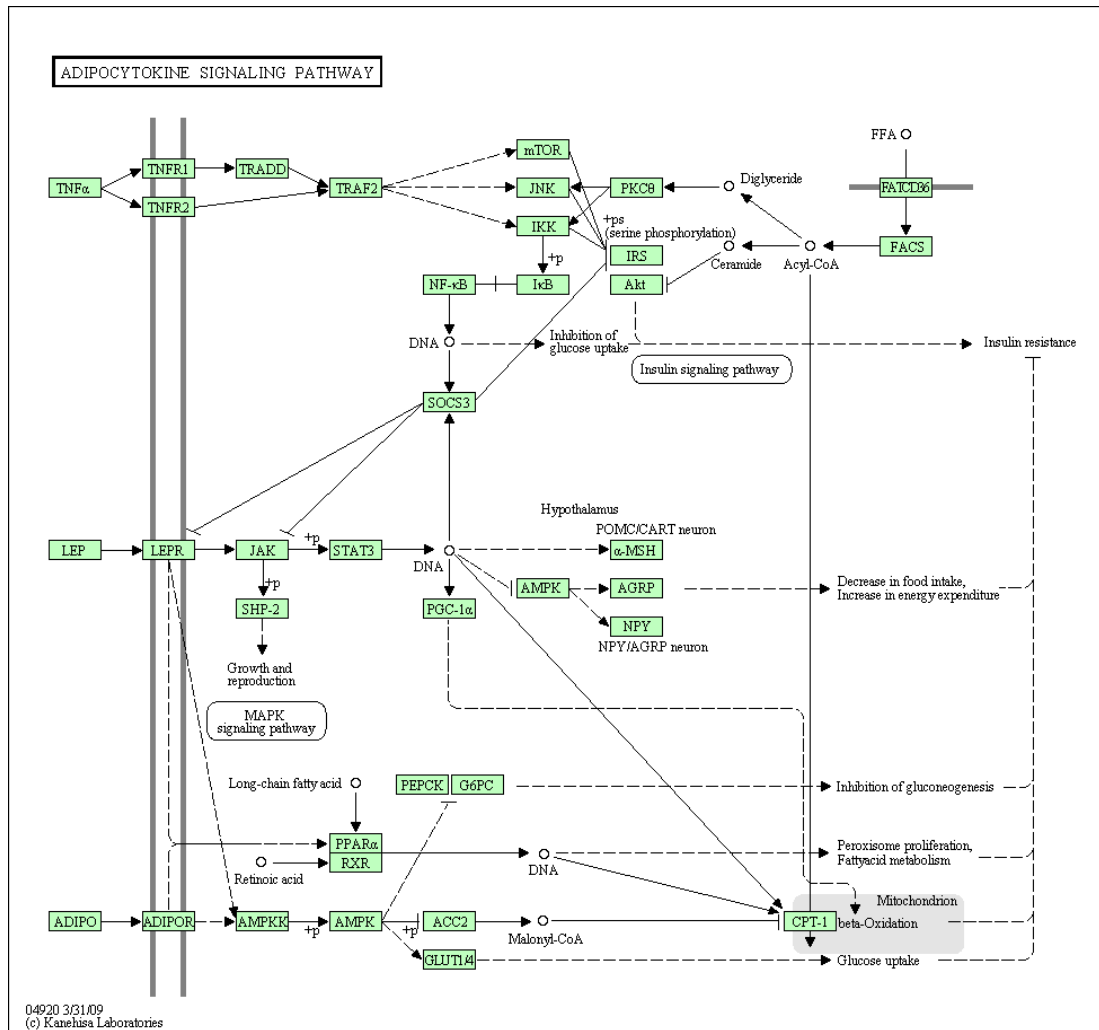 ADIPOCYTOKINE SIGNALING PATHWAY
FFA
mTOR
TNFR1
TRADD
TNFα
TRAF2
JNK
PKCθ
Diglyceride
FATCD36
TNFR2
IKK
+ps
(serine phosphorylation)
+p
IRS
Ceramide
Acyl-CoA
FACS
NF-κB
IκB
Akt
DNA
Inhibition of
glucose uptake
Insulin resistance
Insulin signaling pathway
SOCS3
Hypothalamus
POMC/CART neuron
LEP
LEPR
JAK
+p
STAT3
DNA
α-MSH
+p
AMPK
AGRP
Decrease in food intake,
Increase in energy expenditure
SHP-2
PGC-1α
NPY
NPY/AGRP neuron
Growth and
reproduction
MAPK
signaling pathway
Long-chain fatty acid
PEPCK
G6PC
Inhibition of gluconeogenesis
PPARα
RXR
Retinoic acid
DNA
Peroxisome proliferation,
Fattyacid metabolism
Mitochondrion
ADIPO
ADIPOR
AMPKK
+p
AMPK
+p
ACC2
Malonyl-CoA
CPT-1
beta-Oxidation
GLUT1/4
Glucose uptake
04920 3/31/09
(c) Kanehisa Laboratories